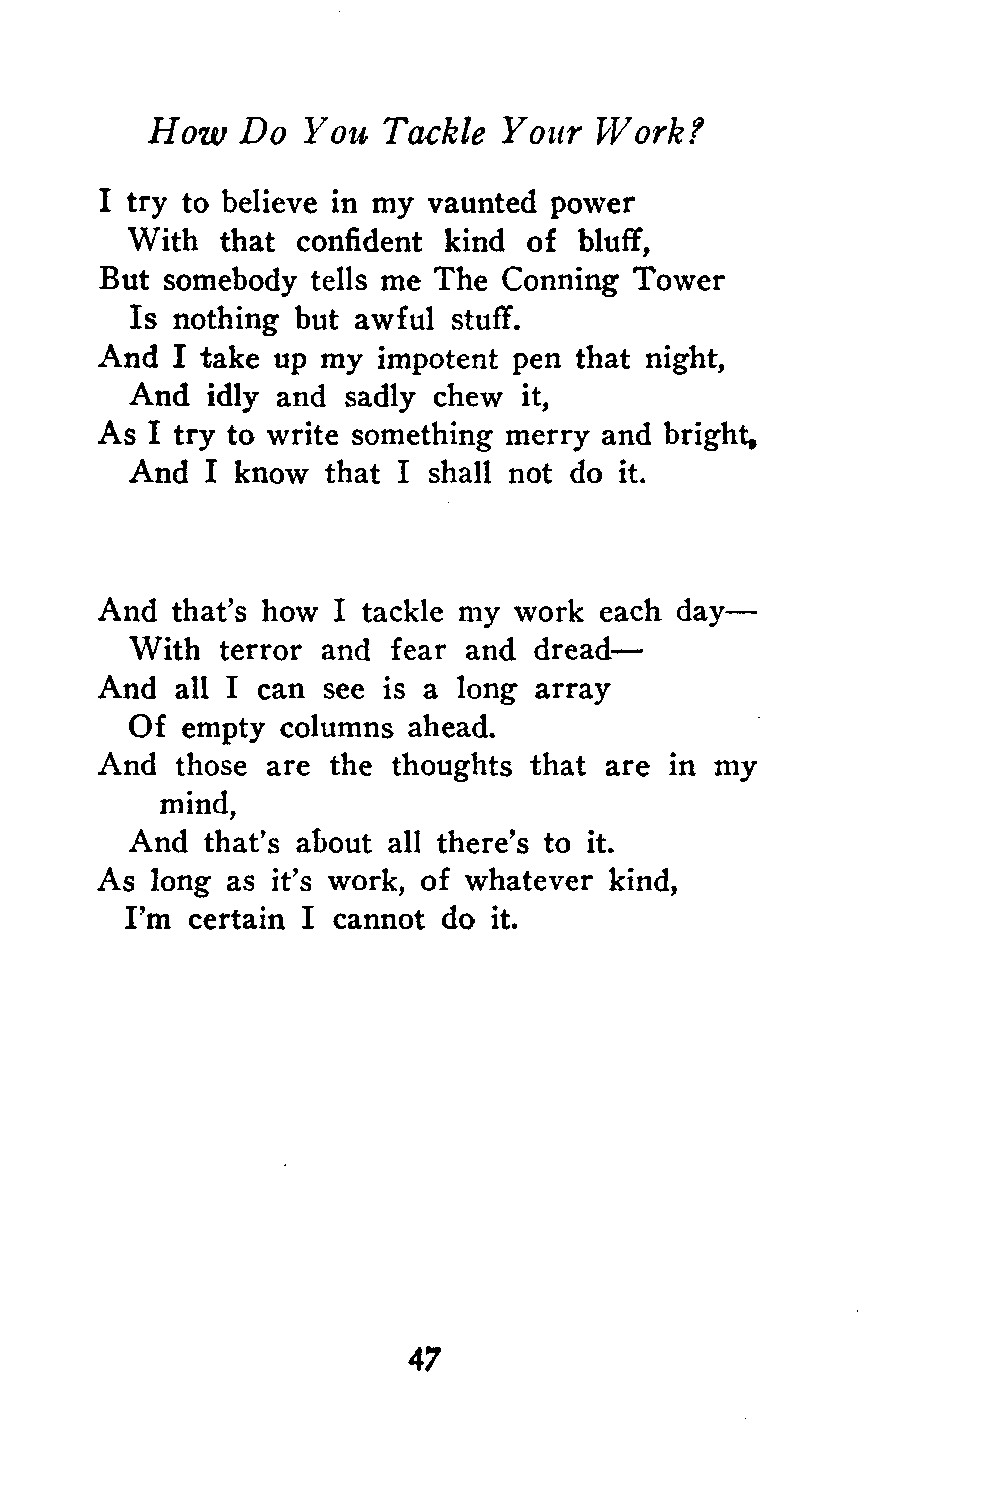 How Do You Tackle Your Work?
I try to believe in my vaunted power
With that confident kind of bluff,
But somebody tells me The Conning Tower
Is nothing but awful stuff.
And I take up my impotent pen that night,
And idly and sadly chew it,
As I try to write something merry and bright,
And I know that I shall not do it.
And that's how I tackle my work each day—
With terror and fear and dread—
And all I can see is a long array
Of empty columns ahead.
And those are the thoughts that are in my
mind,
And that's about all there's to it.
As long as it's work, of whatever kind,
I'm certain I cannot do it.
47